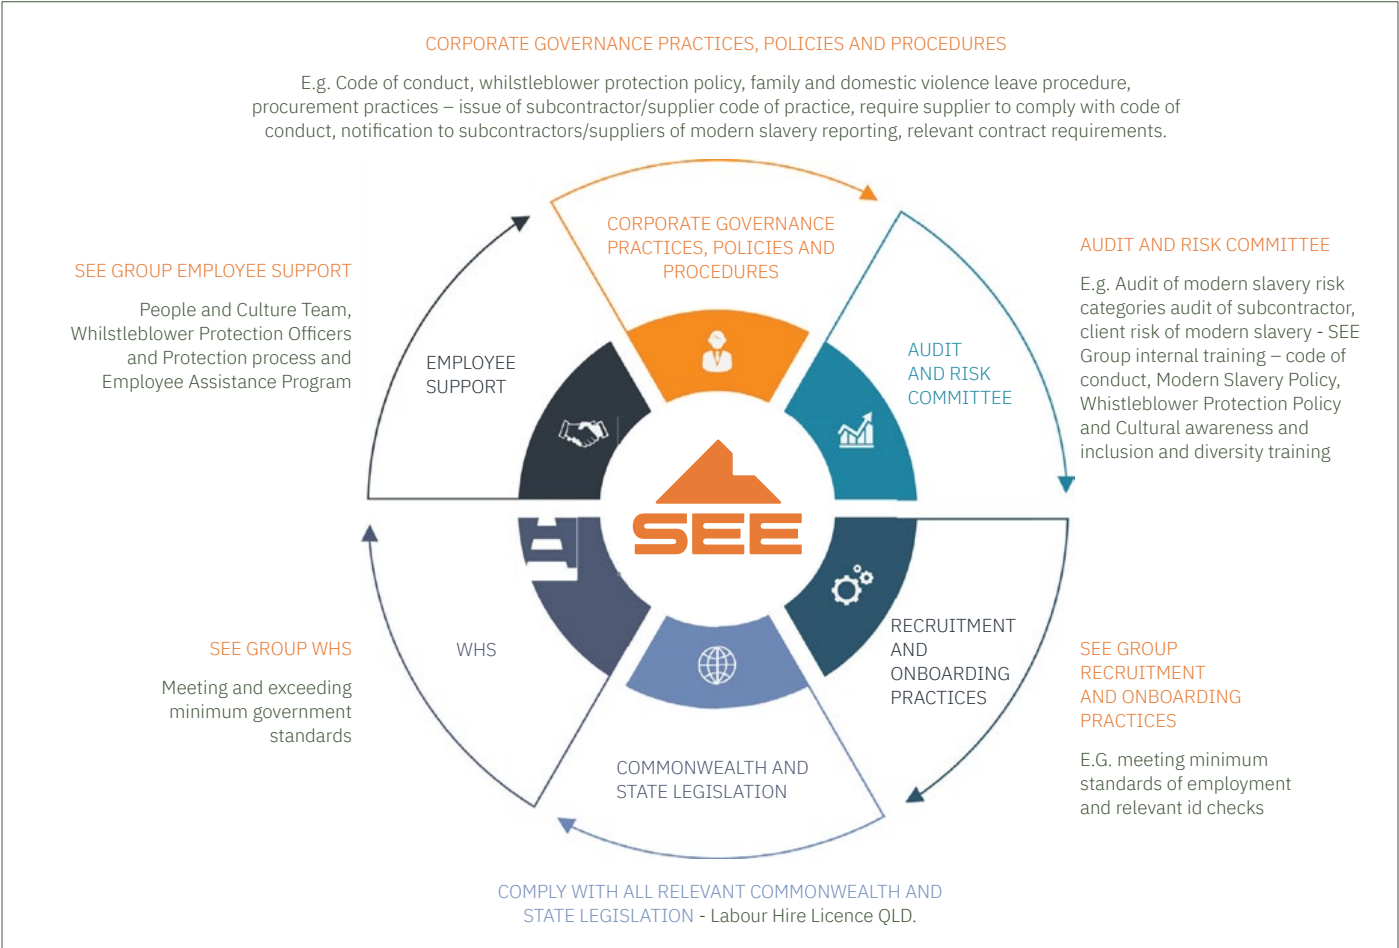 CORPORATE GOVERNANCE PRACTICES, POLICIES AND PROCEDURES
E.g. Code of conduct, whilstleblower protection policy, family and domestic violence leave procedure,
procurement practices – issue of subcontractor/supplier code of practice, require supplier to comply with code of
conduct, notification to subcontractors/suppliers of modern slavery reporting, relevant contract requirements.
CORPORATE GOVERNANCE
PRACTICES, POLICIES AND
PROCEDURES
AUDIT AND RISK COMMITTEE
E.g. Audit of modern slavery risk
categories audit of subcontractor,
client risk of modern slavery - SEE
Group internal training – code of
conduct, Modern Slavery Policy,
Whistleblower Protection Policy
and Cultural awareness and
inclusion and diversity training
SEE GROUP EMPLOYEE SUPPORT
People and Culture Team,
Whilstleblower Protection Officers
and Protection process and
Employee Assistance Program
EMPLOYEE
SUPPORT
AUDIT
AND RISK
COMMITTEE
SEE
SEE GROUP WHS
Meeting and exceeding
minimum government
standards
WHS
RECRUITMENT
AND
ONBOARDING
PRACTICES
SEE GROUP
RECRUITMENT
AND ONBOARDING
PRACTICES
E.G. meeting minimum
standards of employment
and relevant id checks
COMMONWEALTH AND
STATE LEGISLATION
COMPLY WITH ALL RELEVANT COMMONWEALTH AND
STATE LEGISLATION - Labour Hire Licence QLD.